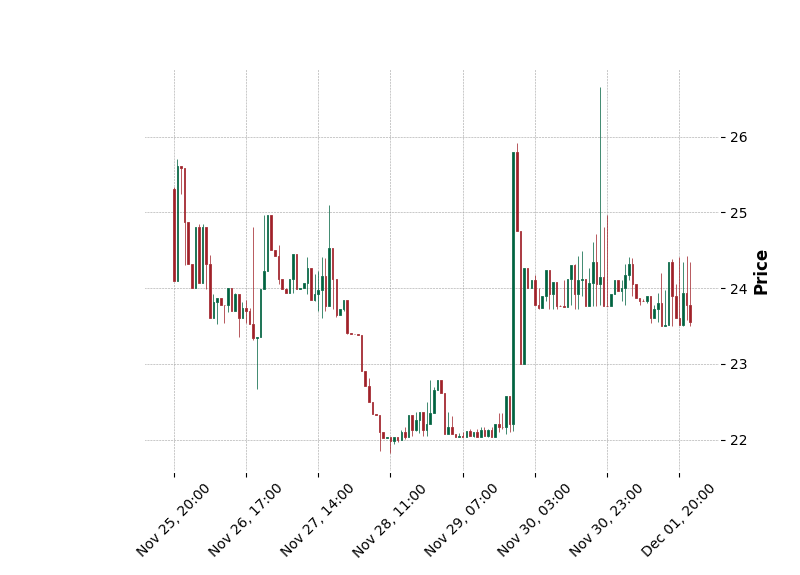 26
25
24
23
22
Price
Nov 25, 20:00
Nov 26, 17:00
Nov 27, 14:00
Nov 28, 11:00
Nov 29, 07:00
Nov 30, 03:00
Nov 30, 23:00
Dec 01, 20:00